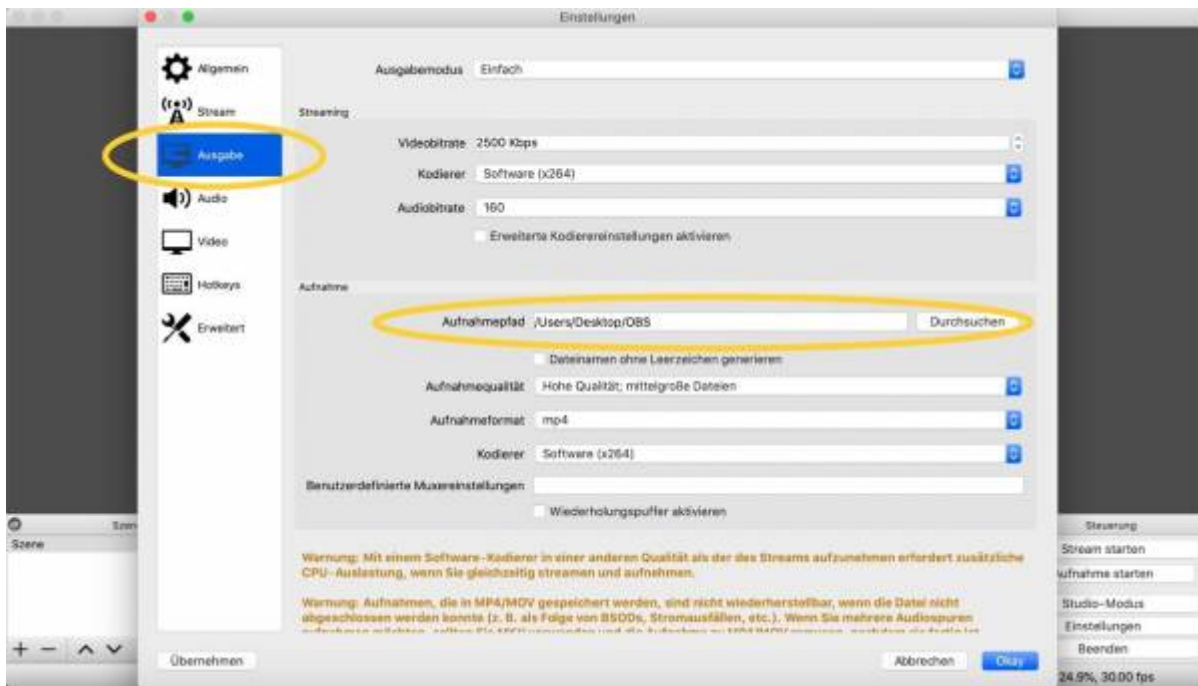 Einstellungen
Allgemein
Stream
Ausgabe
Audio
Video
Hotkeys
Erweitert
Ausgabemodus Einfach
Streaming
Videobitrate 2500 Kbps
Kodierer Software (x264)
Audiobitrate 160
Erweiterte Kodierereinstellungen aktivieren
Aufnahme
Aufnahmepfad /Users/Desktop/OBS Durchsuchen
Dateinamen ohne Leerzeichen generieren
Aufnahmequalität Hohe Qualität; mittelgroße Dateien
Aufnahmeformat mp4
Kodierer Software (x264)
Benutzerdefinierte Muxereinstellungen
Wiederholungspuffer aktivieren
Warnung: Mit einem Software-Kodierer in einer anderen Qualität als der des Streams aufzunehmen erfordert zusätzliche
CPU-Auslastung, wenn Sie gleichzeitig streamen und aufnehmen.
Warnung: Aufnahmen, die in MP4/MOV gespeichert werden, sind nicht wiederherstellbar, wenn die Datei nicht
abgeschlossen werden konnte (z. B. als Folge von BSODs, Stromausfällen, etc.). Wenn Sie mehrere Audiospuren
Übernehmen
Abbrechen
Okay
Szene
Steuerung
Stream starten
ufnahme starten
Studio-Modus
Einstellungen
Beenden
24.9%, 30.00 fps